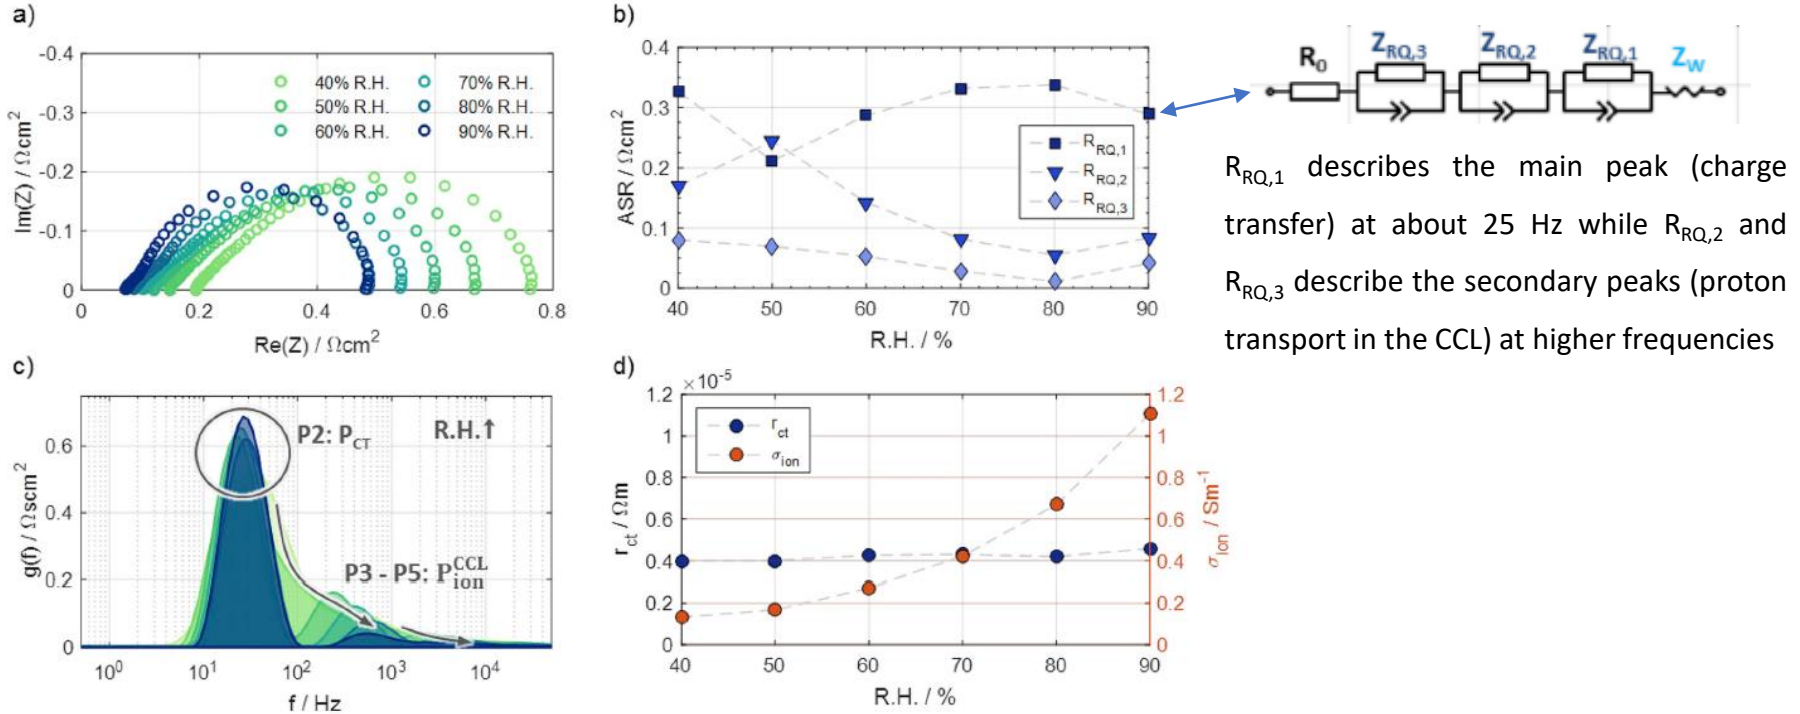 a)
-0.4
-0.3
-0.2
-0.1
0
Im(Z) / Ωcm²
40% R.H.
50% R.H.
60% R.H.
70% R.H.
80% R.H.
90% R.H.
0 0.2 0.4 0.6 0.8
Re(Z) / Ωcm²
b)
0.4
0.3
0.2
0.1
0
ASR / Ωcm²
R_RQ,1
R_RQ,2
R_RQ,3
40 50 60 70 80 90
R.H. / %
R₀ Z_RQ,3 Z_RQ,2 Z_RQ,1 Z_W
R_RQ,1 describes the main peak (charge
transfer) at about 25 Hz while R_RQ,2 and
R_RQ,3 describe the secondary peaks (proton
transport in the CCL) at higher frequencies
c)
0.6
0.4
0.2
0
g(f) / Ωscm²
P2: P_CT
R.H.↑
P3 - P5: P_ion^CCL
10⁰ 10¹ 10² 10³ 10⁴
f / Hz
d)
×10⁻⁵
1.2
1
0.8
0.6
0.4
0.2
0
r_ct / Ωm
r_ct
σ_ion
1.2
1
0.8
0.6
0.4
0.2
0
σ_ion / Sm⁻¹
40 50 60 70 80 90
R.H. / %